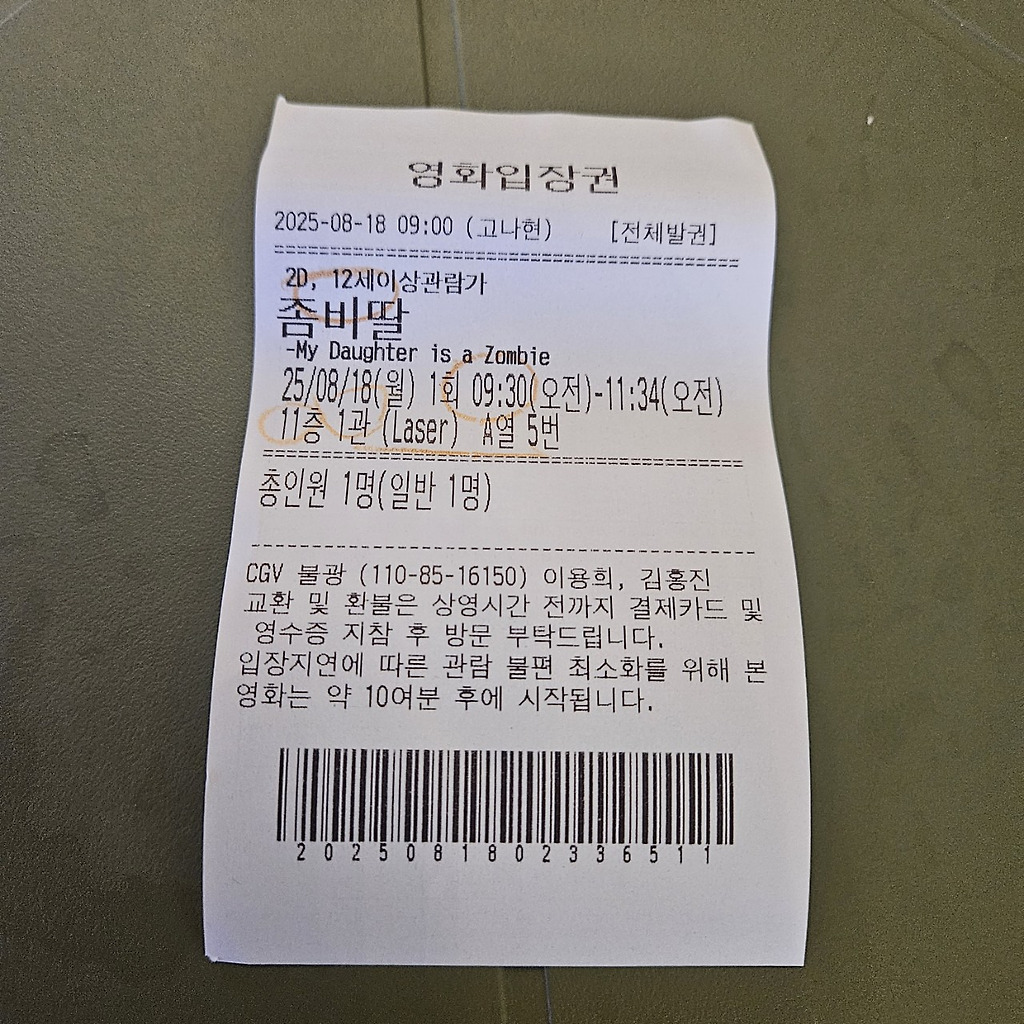 영화입장권
2025-08-18 09:00 (고나현) [전체발권]
2D, 12세이상관람가
좀비딸
-My Daughter is a Zombie
25/08/18(월) 1회 09:30(오전)-11:34(오전)
11층 1관 (Laser) A열 5번
총인원 1명(일반 1명)
CGV 불광 (110-85-16150) 이용희, 김홍진
교환 및 환불은 상영시간 전까지 결제카드 및
영수증 지참 후 방문 부탁드립니다.
입장지연에 따른 관람 불편 최소화를 위해 본
영화는 약 10여분 후에 시작됩니다.
2025081802336511